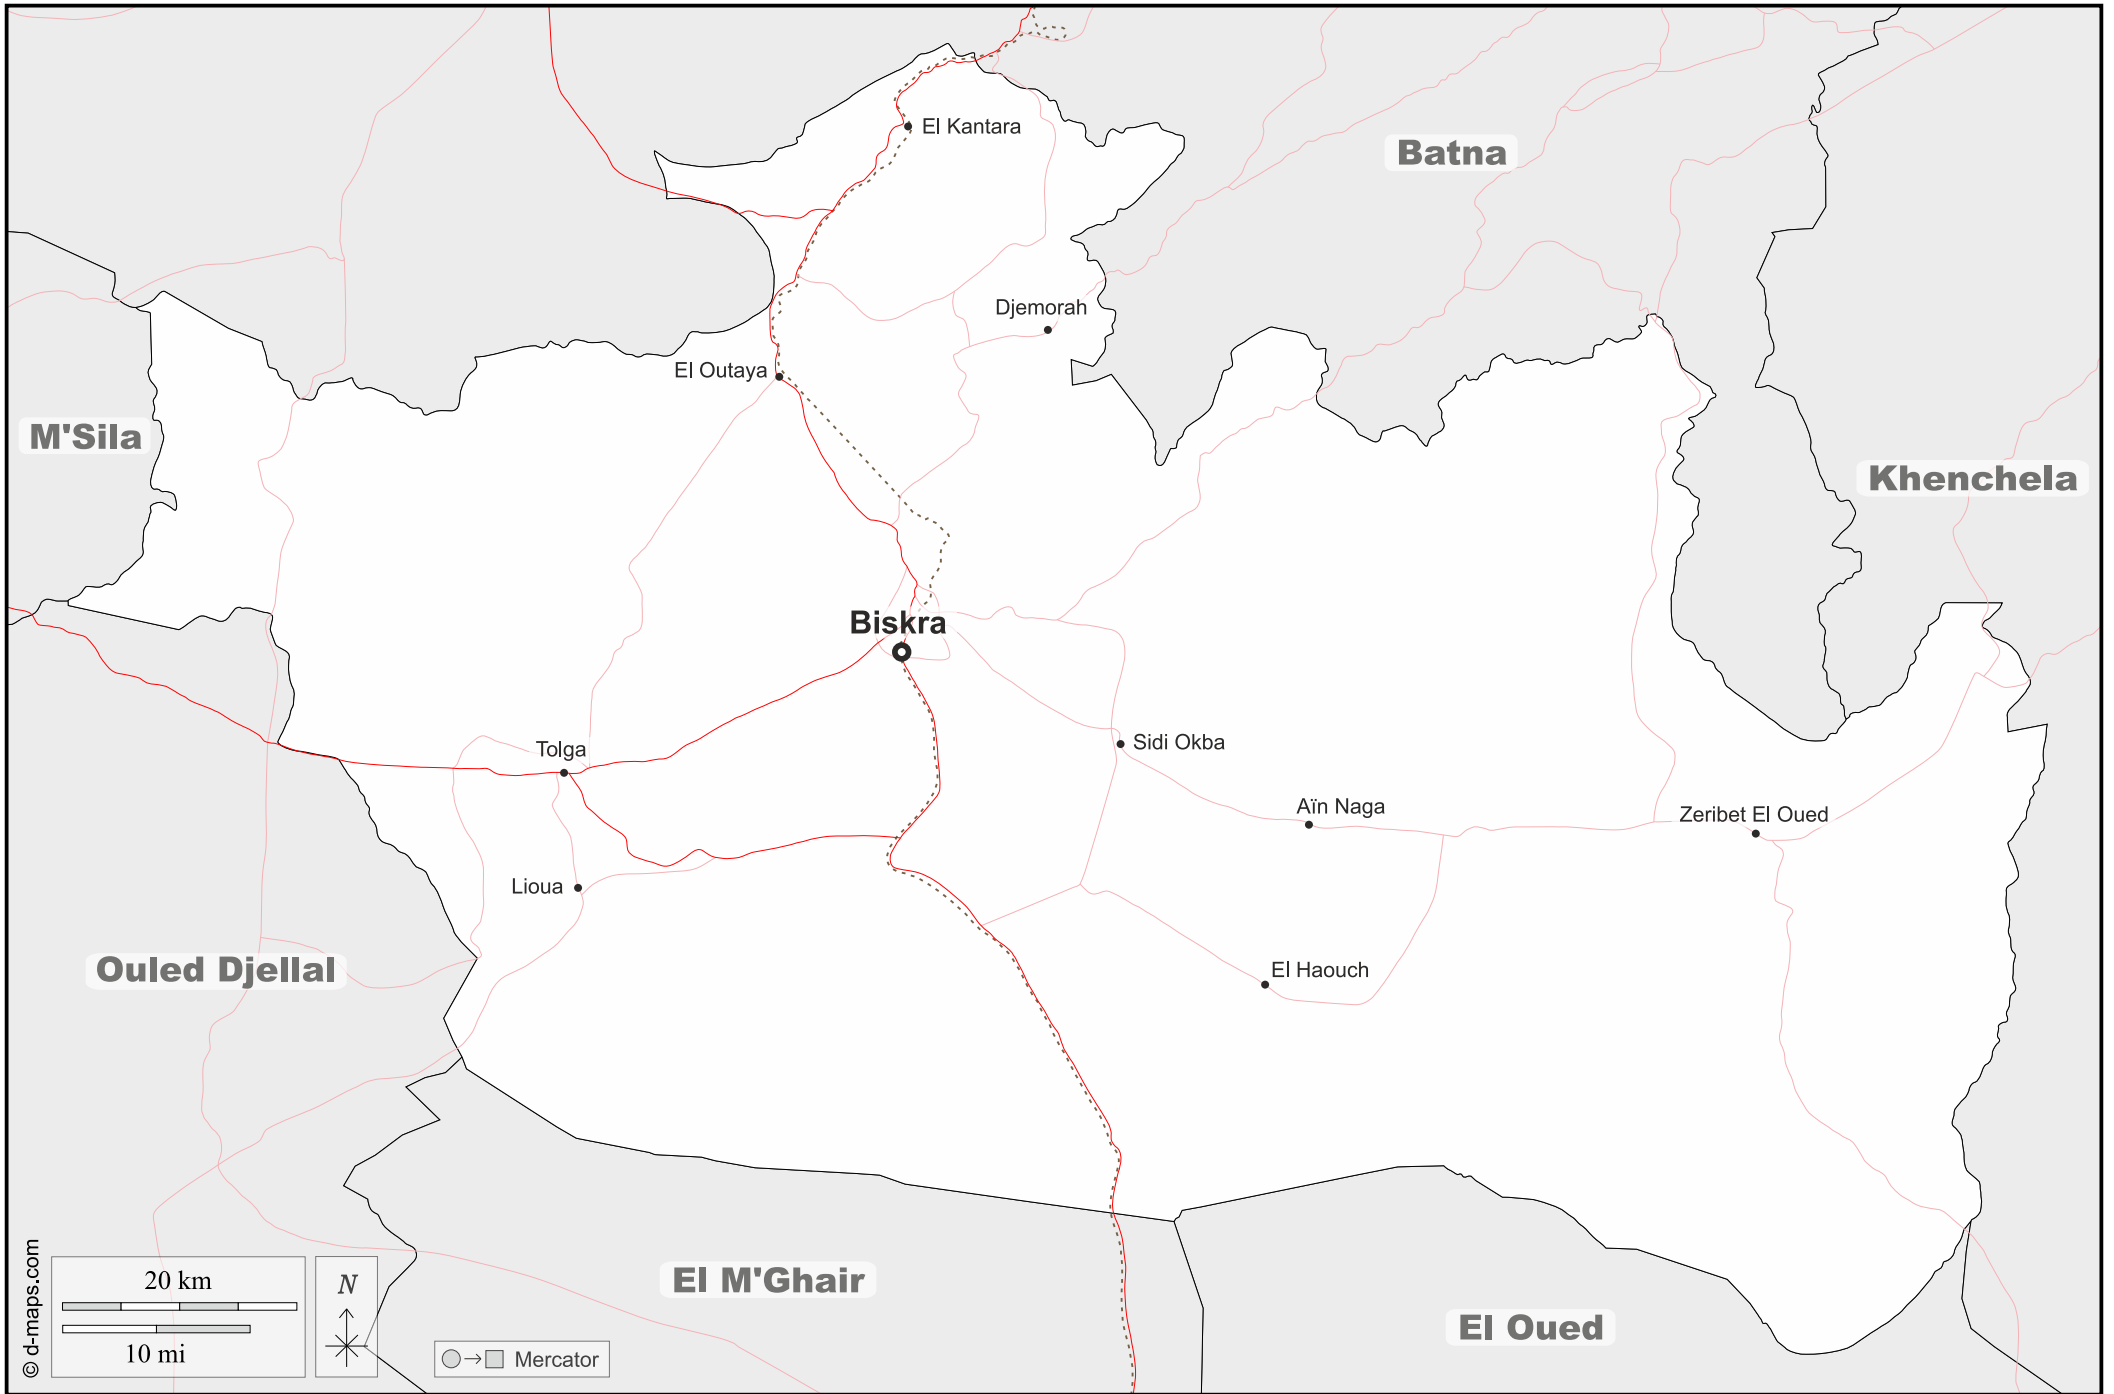 El Kantara
Batna
Djemorah
El Outaya
M'Sila
Khenchela
Biskra
Sidi Okba
Tolga
Aïn Naga
Zeribet El Oued
Lioua
Ouled Djellal
El Haouch
El M'Ghair
El Oued
© d-maps.com
20 km
10 mi
N
Mercator